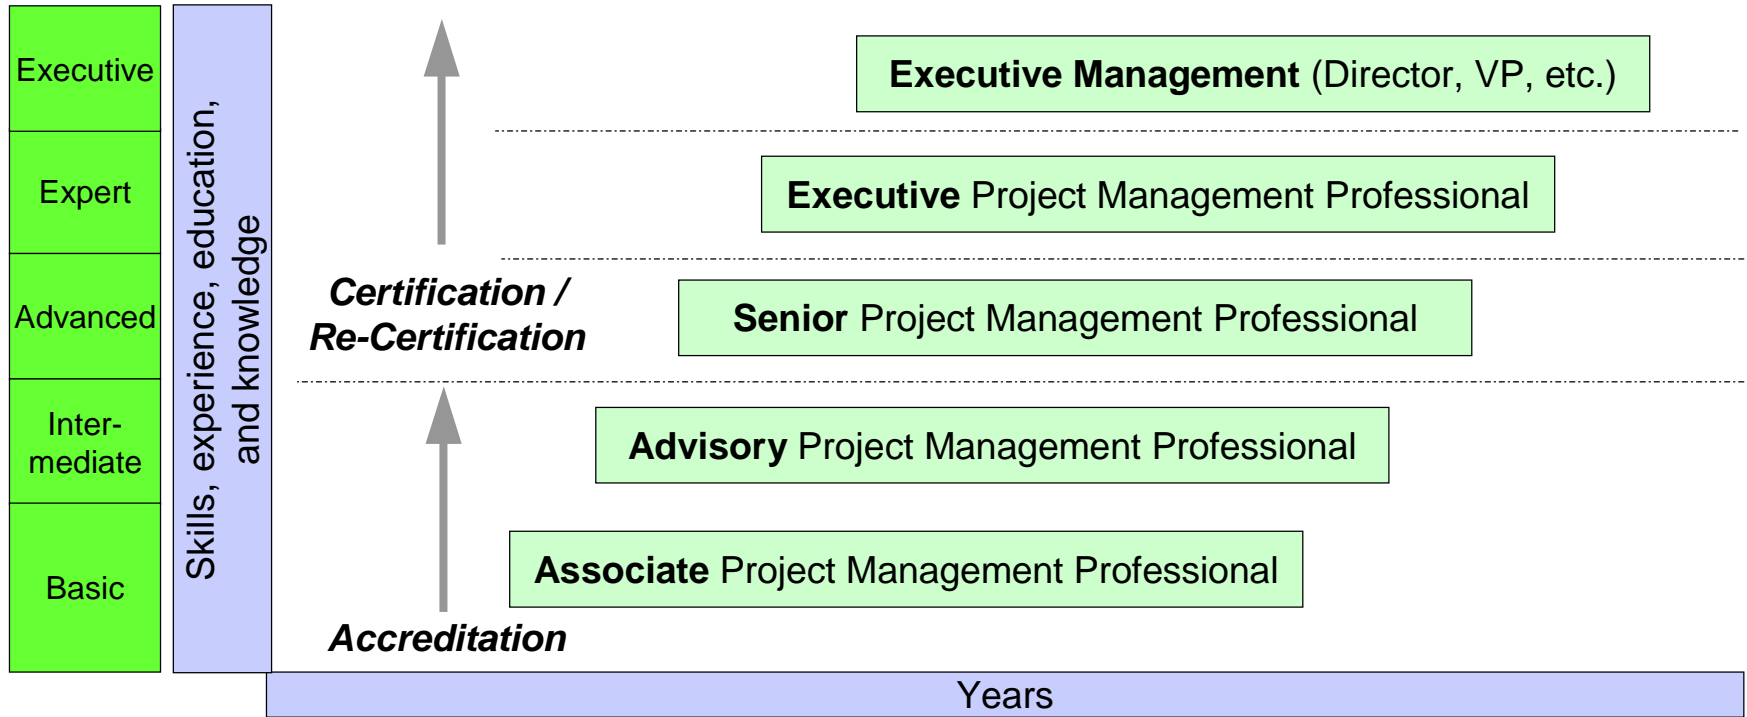 Executive
Expert
Advanced
Inter-
mediate
Basic
Skills, experience, education,
and knowledge
Certification /
Re-Certification
Accreditation
Executive Management (Director, VP, etc.)
Executive Project Management Professional
Senior Project Management Professional
Advisory Project Management Professional
Associate Project Management Professional
Years